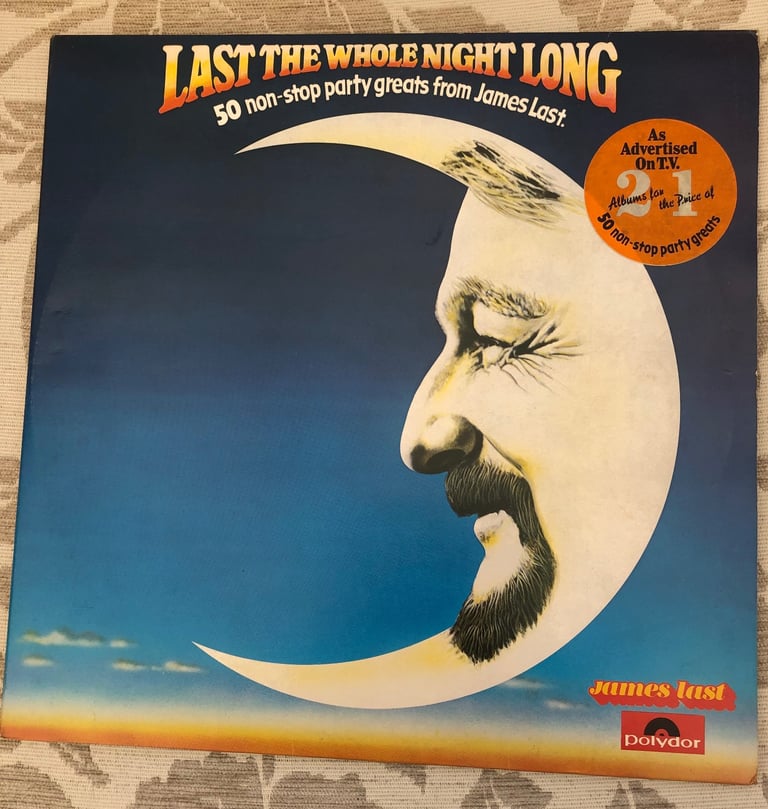 LAST THE WHOLE NIGHT LONG
50 non-stop party greats from James Last.
As
Advertised
On T.V.
2 1
Albums for the Price of
50 non-stop party greats
james last
polydor